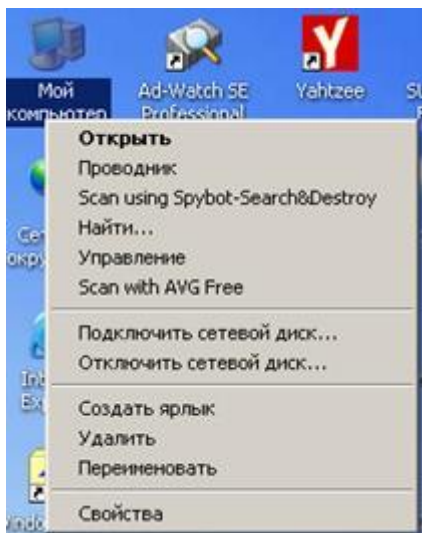 Мой
компьютер
Ad-Watch SE
Professional
Yahtzee
Открыть
Проводник
Scan using Spybot-Search&Destroy
Найти...
Управление
Scan with AVG Free
Подключить сетевой диск...
Отключить сетевой диск...
Создать ярлык
Удалить
Переименовать
Свойства